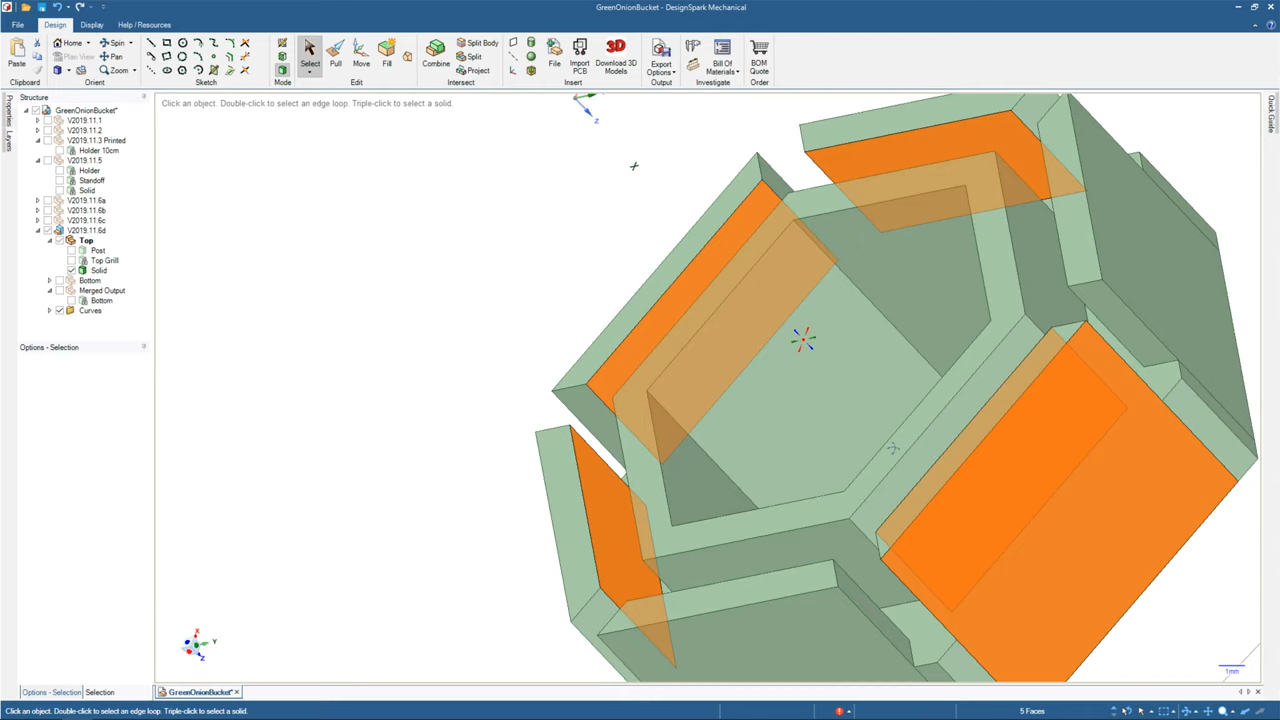 GreenOnionBucket - DesignSpark Mechanical
File
Design
Display
Help / Resources
Home
Spin
Plan View
Pan
Zoom
Paste
Select
Pull
Move
Fill
Combine
Split Body
Split
Project
File
Import PCB
Download 3D Models
Export Options
Bill Of Materials
BOM Quote
Clipboard
Orient
Sketch
Mode
Edit
Intersect
Insert
Output
Investigate
Order
Structure
Properties
Layers
Quick Guide
Click an object. Double-click to select an edge loop. Triple-click to select a solid.
GreenOnionBucket*
V2019.11.1
V2019.11.2
V2019.11.3 Printed
Holder 10cm
V2019.11.5
Holder
Standoff
Solid
V2019.11.6a
V2019.11.6b
V2019.11.6c
V2019.11.6d
Top
Post
Top Grill
Solid
Bottom
Merged Output
Bottom
Curves
Options - Selection
Z
X
Y
Z
1mm
Options - Selection
Selection
GreenOnionBucket*
Click an object. Double-click to select an edge loop. Triple-click to select a solid.
5 Faces